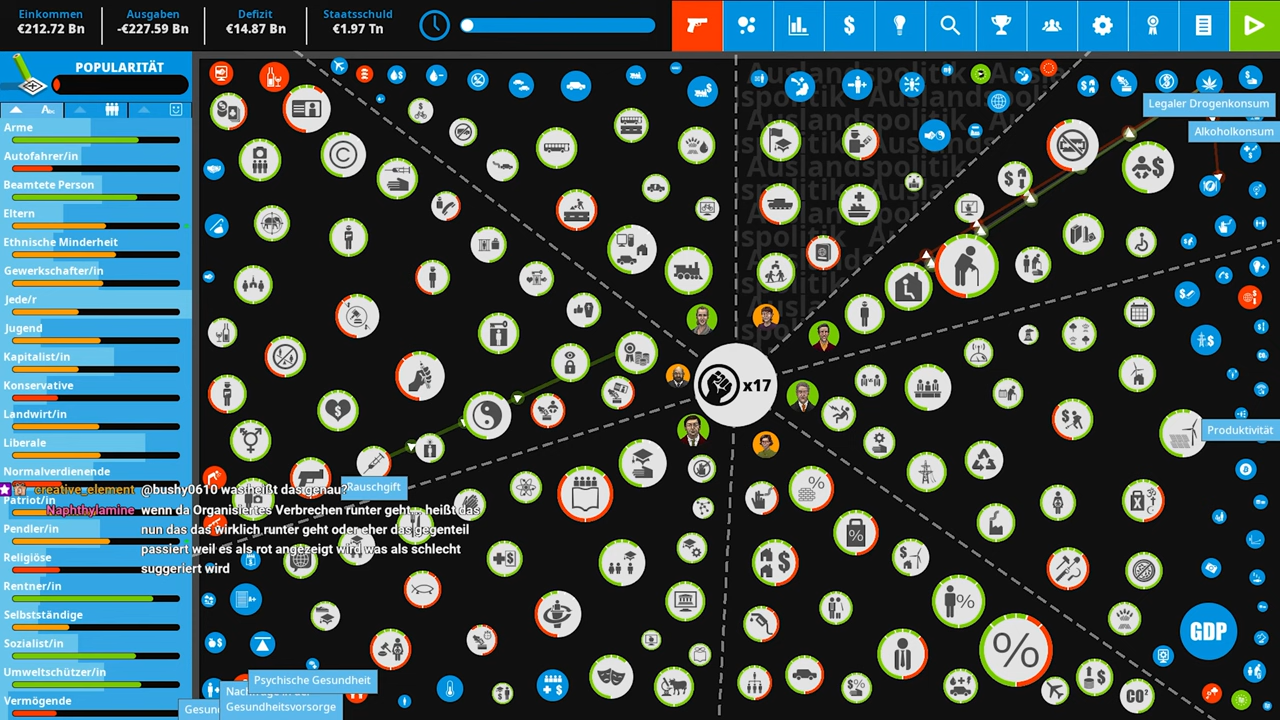 Einkommen
€212.72 Bn
Ausgaben
-€227.59 Bn
Defizit
€14.87 Bn
Staatsschuld
€1.97 Tn
POPULARITÄT
Arme
Autofahrer/in
Beamtete Person
Eltern
Ethnische Minderheit
Gewerkschafter/in
Jede/r
Jugend
Kapitalist/in
Konservative
Landwirt/in
Liberale
Normalverdienende
Patriot/in
Pendler/in
Religiöse
Rentner/in
Selbstständige
Sozialist/in
Umweltschützer/in
Vermögende
creative_element @bushy0610 was heißt das genau?
Naphthylamine wenn da Organisiertes Verbrechen runter geht... heißt das
nun das das wirklich runter geht oder eher das gegenteil
passiert weil es als rot angezeigt wird was als schlecht
suggeriert wird
Auslandspolitik
Legaler Drogenkonsum
Alkoholkonsum
x17
Produktivität
Rauschgift
GDP
CO²
Psychische Gesundheit
Nachfrage in der
Gesundheitsvorsorge